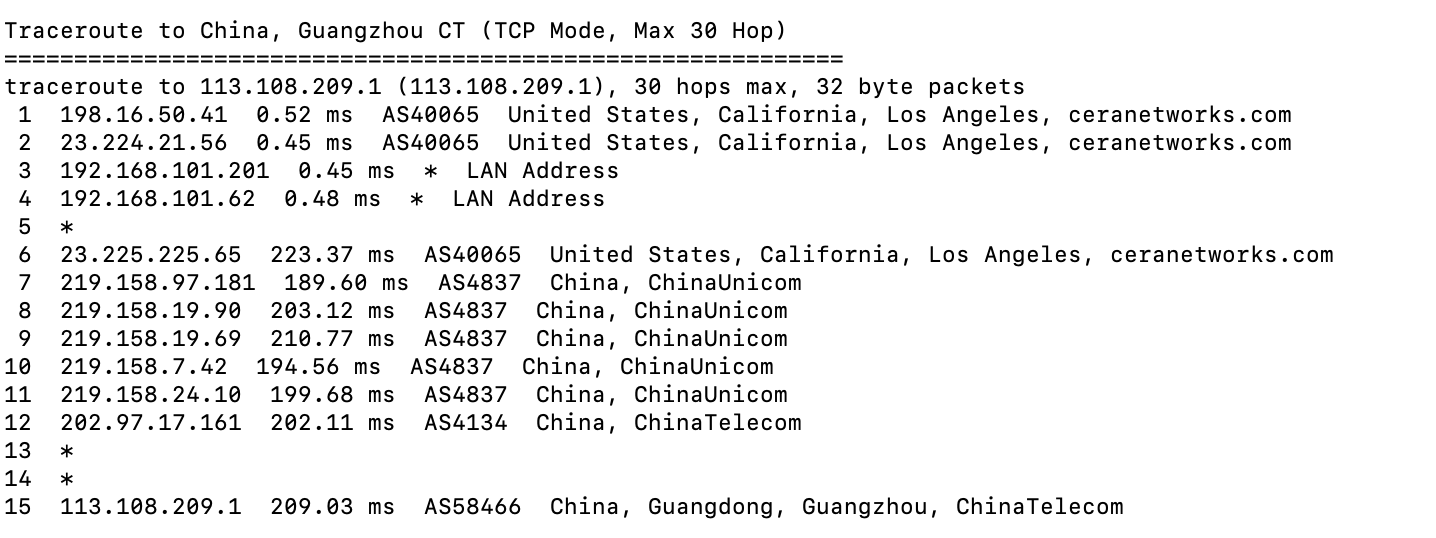 Traceroute to China, Guangzhou CT (TCP Mode, Max 30 Hop)
============================================================
traceroute to 113.108.209.1 (113.108.209.1), 30 hops max, 32 byte packets
 1  198.16.50.41  0.52 ms  AS40065  United States, California, Los Angeles, ceranetworks.com
 2  23.224.21.56  0.45 ms  AS40065  United States, California, Los Angeles, ceranetworks.com
 3  192.168.101.201  0.45 ms  *  LAN Address
 4  192.168.101.62  0.48 ms  *  LAN Address
 5  *
 6  23.225.225.65  223.37 ms  AS40065  United States, California, Los Angeles, ceranetworks.com
 7  219.158.97.181  189.60 ms  AS4837  China, ChinaUnicom
 8  219.158.19.90  203.12 ms  AS4837  China, ChinaUnicom
 9  219.158.19.69  210.77 ms  AS4837  China, ChinaUnicom
10  219.158.7.42  194.56 ms  AS4837  China, ChinaUnicom
11  219.158.24.10  199.68 ms  AS4837  China, ChinaUnicom
12  202.97.17.161  202.11 ms  AS4134  China, ChinaTelecom
13  *
14  *
15  113.108.209.1  209.03 ms  AS58466  China, Guangdong, Guangzhou, ChinaTelecom